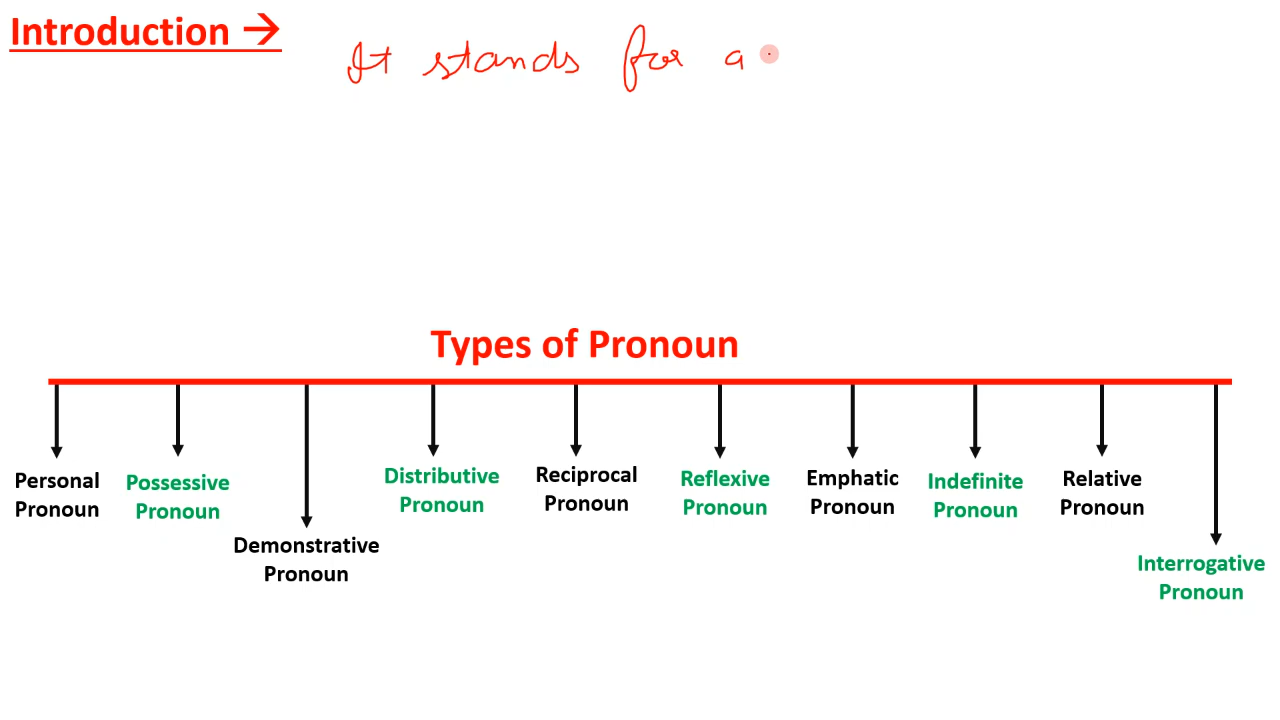 Introduction →
It stands for a
Types of Pronoun
Personal Pronoun
Possessive Pronoun
Demonstrative Pronoun
Distributive Pronoun
Reciprocal Pronoun
Reflexive Pronoun
Emphatic Pronoun
Indefinite Pronoun
Relative Pronoun
Interrogative Pronoun